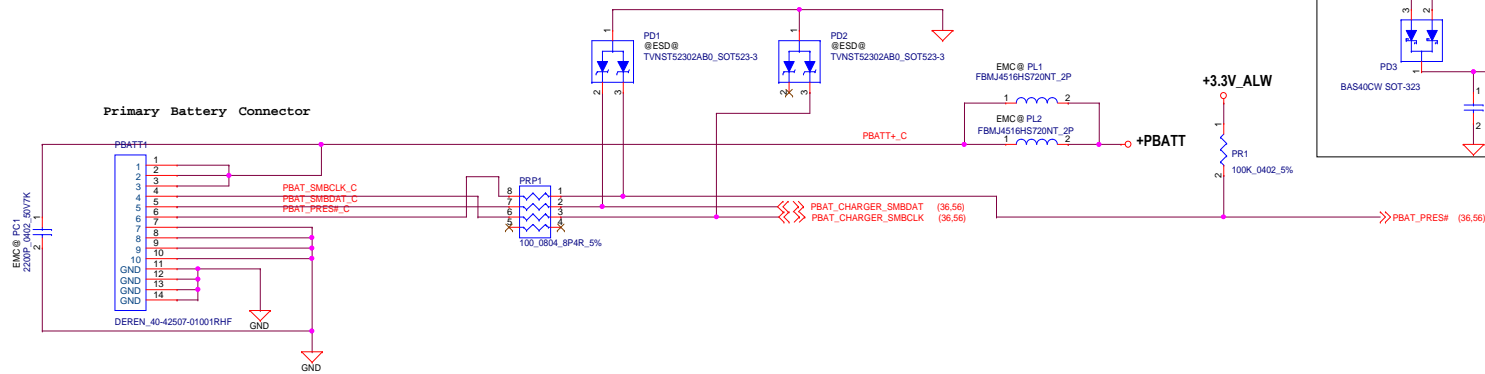 1
1
3
2
PD1
@ESD@
TVNST52302AB0_SOT523-3
PD2
@ESD@
TVNST52302AB0_SOT523-3
EMC@ PL1
FBMJ4516HS720NT_2P
+3.3V_ALW
PD3
1
BAS40CW SOT-323
2
3
2
3
1
2
1
1
2
Primary Battery Connector
EMC@ PL2
FBMJ4516HS720NT_2P
PBATT+_C
1
2
+PBATT
PR1
100K_0402_5%
2
PBATT1
1
2
3
4
5
6
7
8
9
10
GND
GND
GND
GND
1
2
3
4
5
6
7
8
9
10
11
12
13
14
PBAT_SMBCLK_C
PBAT_SMBDAT_C
PBAT_PRES#_C
PRP1
8
7
6
5
1
2
3
4
100_0804_8P4R_5%
PBAT_CHARGER_SMBDAT (36,56)
PBAT_CHARGER_SMBCLK (36,56)
PBAT_PRES# (36,56)
EMC@ PC1
2200P_0402_50V7K
1
2
DEREN_40-42507-01001RHF
GND
GND